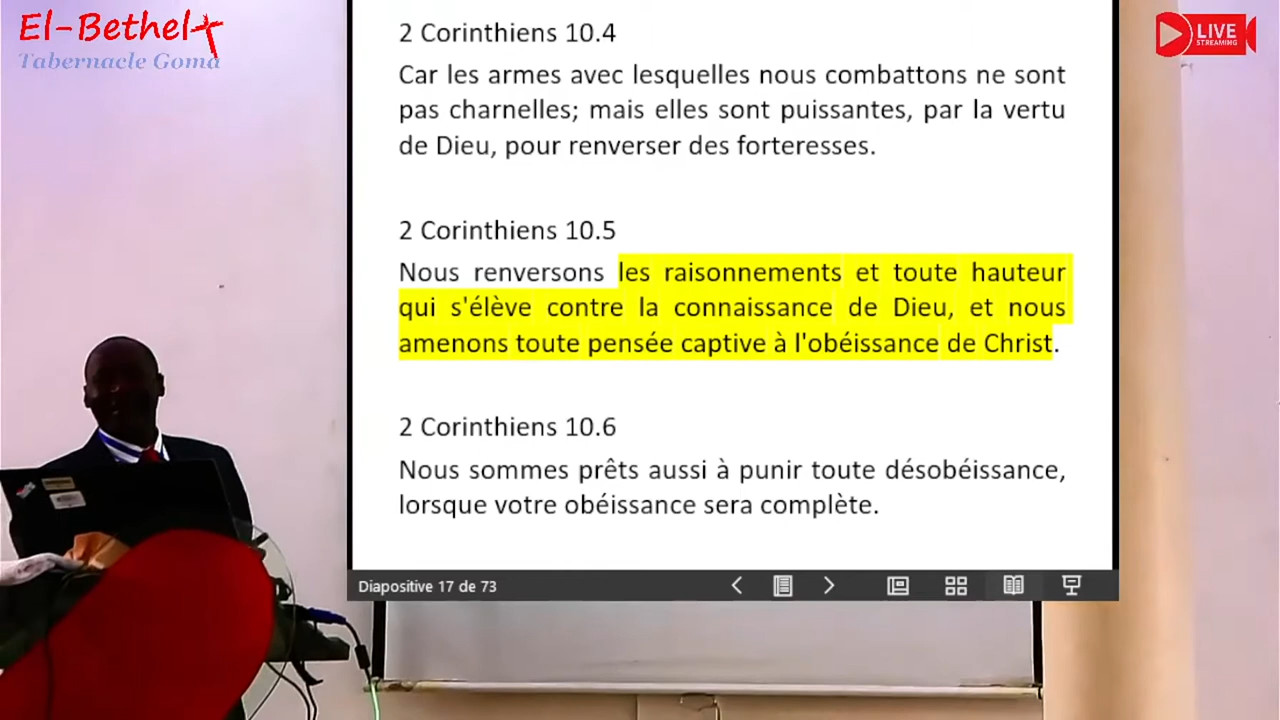 El-Bethel
Tabernacle Goma
LIVE
STREAMING
2 Corinthiens 10.4
Car les armes avec lesquelles nous combattons ne sont
pas charnelles; mais elles sont puissantes, par la vertu
de Dieu, pour renverser des forteresses.
2 Corinthiens 10.5
Nous renversons les raisonnements et toute hauteur
qui s'élève contre la connaissance de Dieu, et nous
amenons toute pensée captive à l'obéissance de Christ.
2 Corinthiens 10.6
Nous sommes prêts aussi à punir toute désobéissance,
lorsque votre obéissance sera complète.
Diapositive 17 de 73